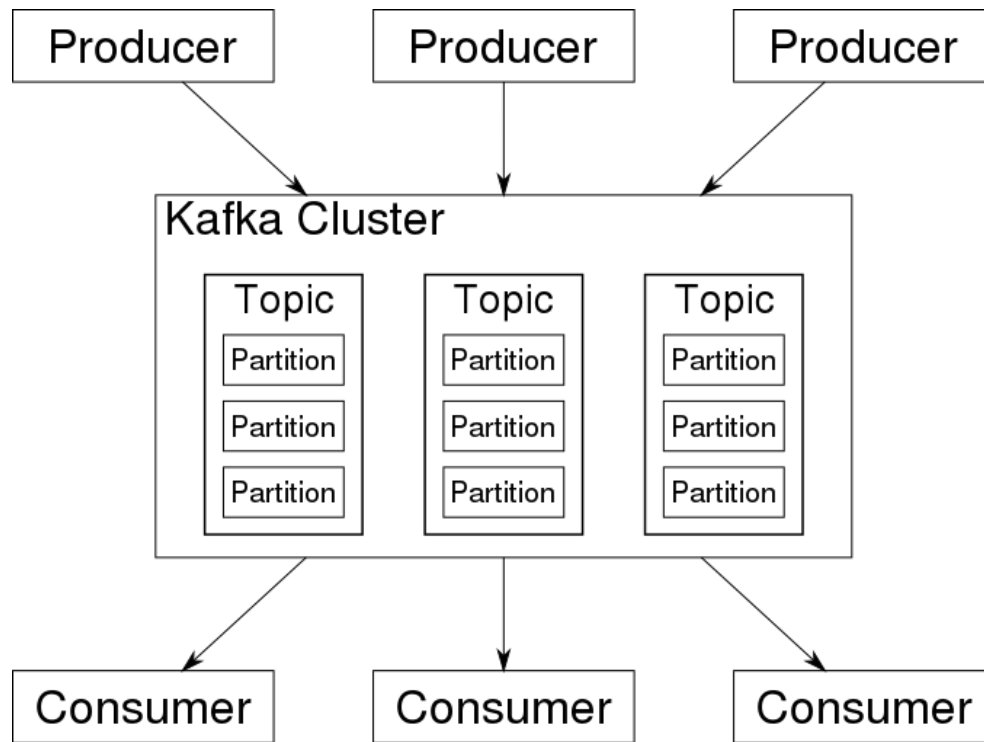 Producer Producer Producer
Kafka Cluster
Topic Topic Topic
Partition Partition Partition
Partition Partition Partition
Partition Partition Partition
Consumer Consumer Consumer